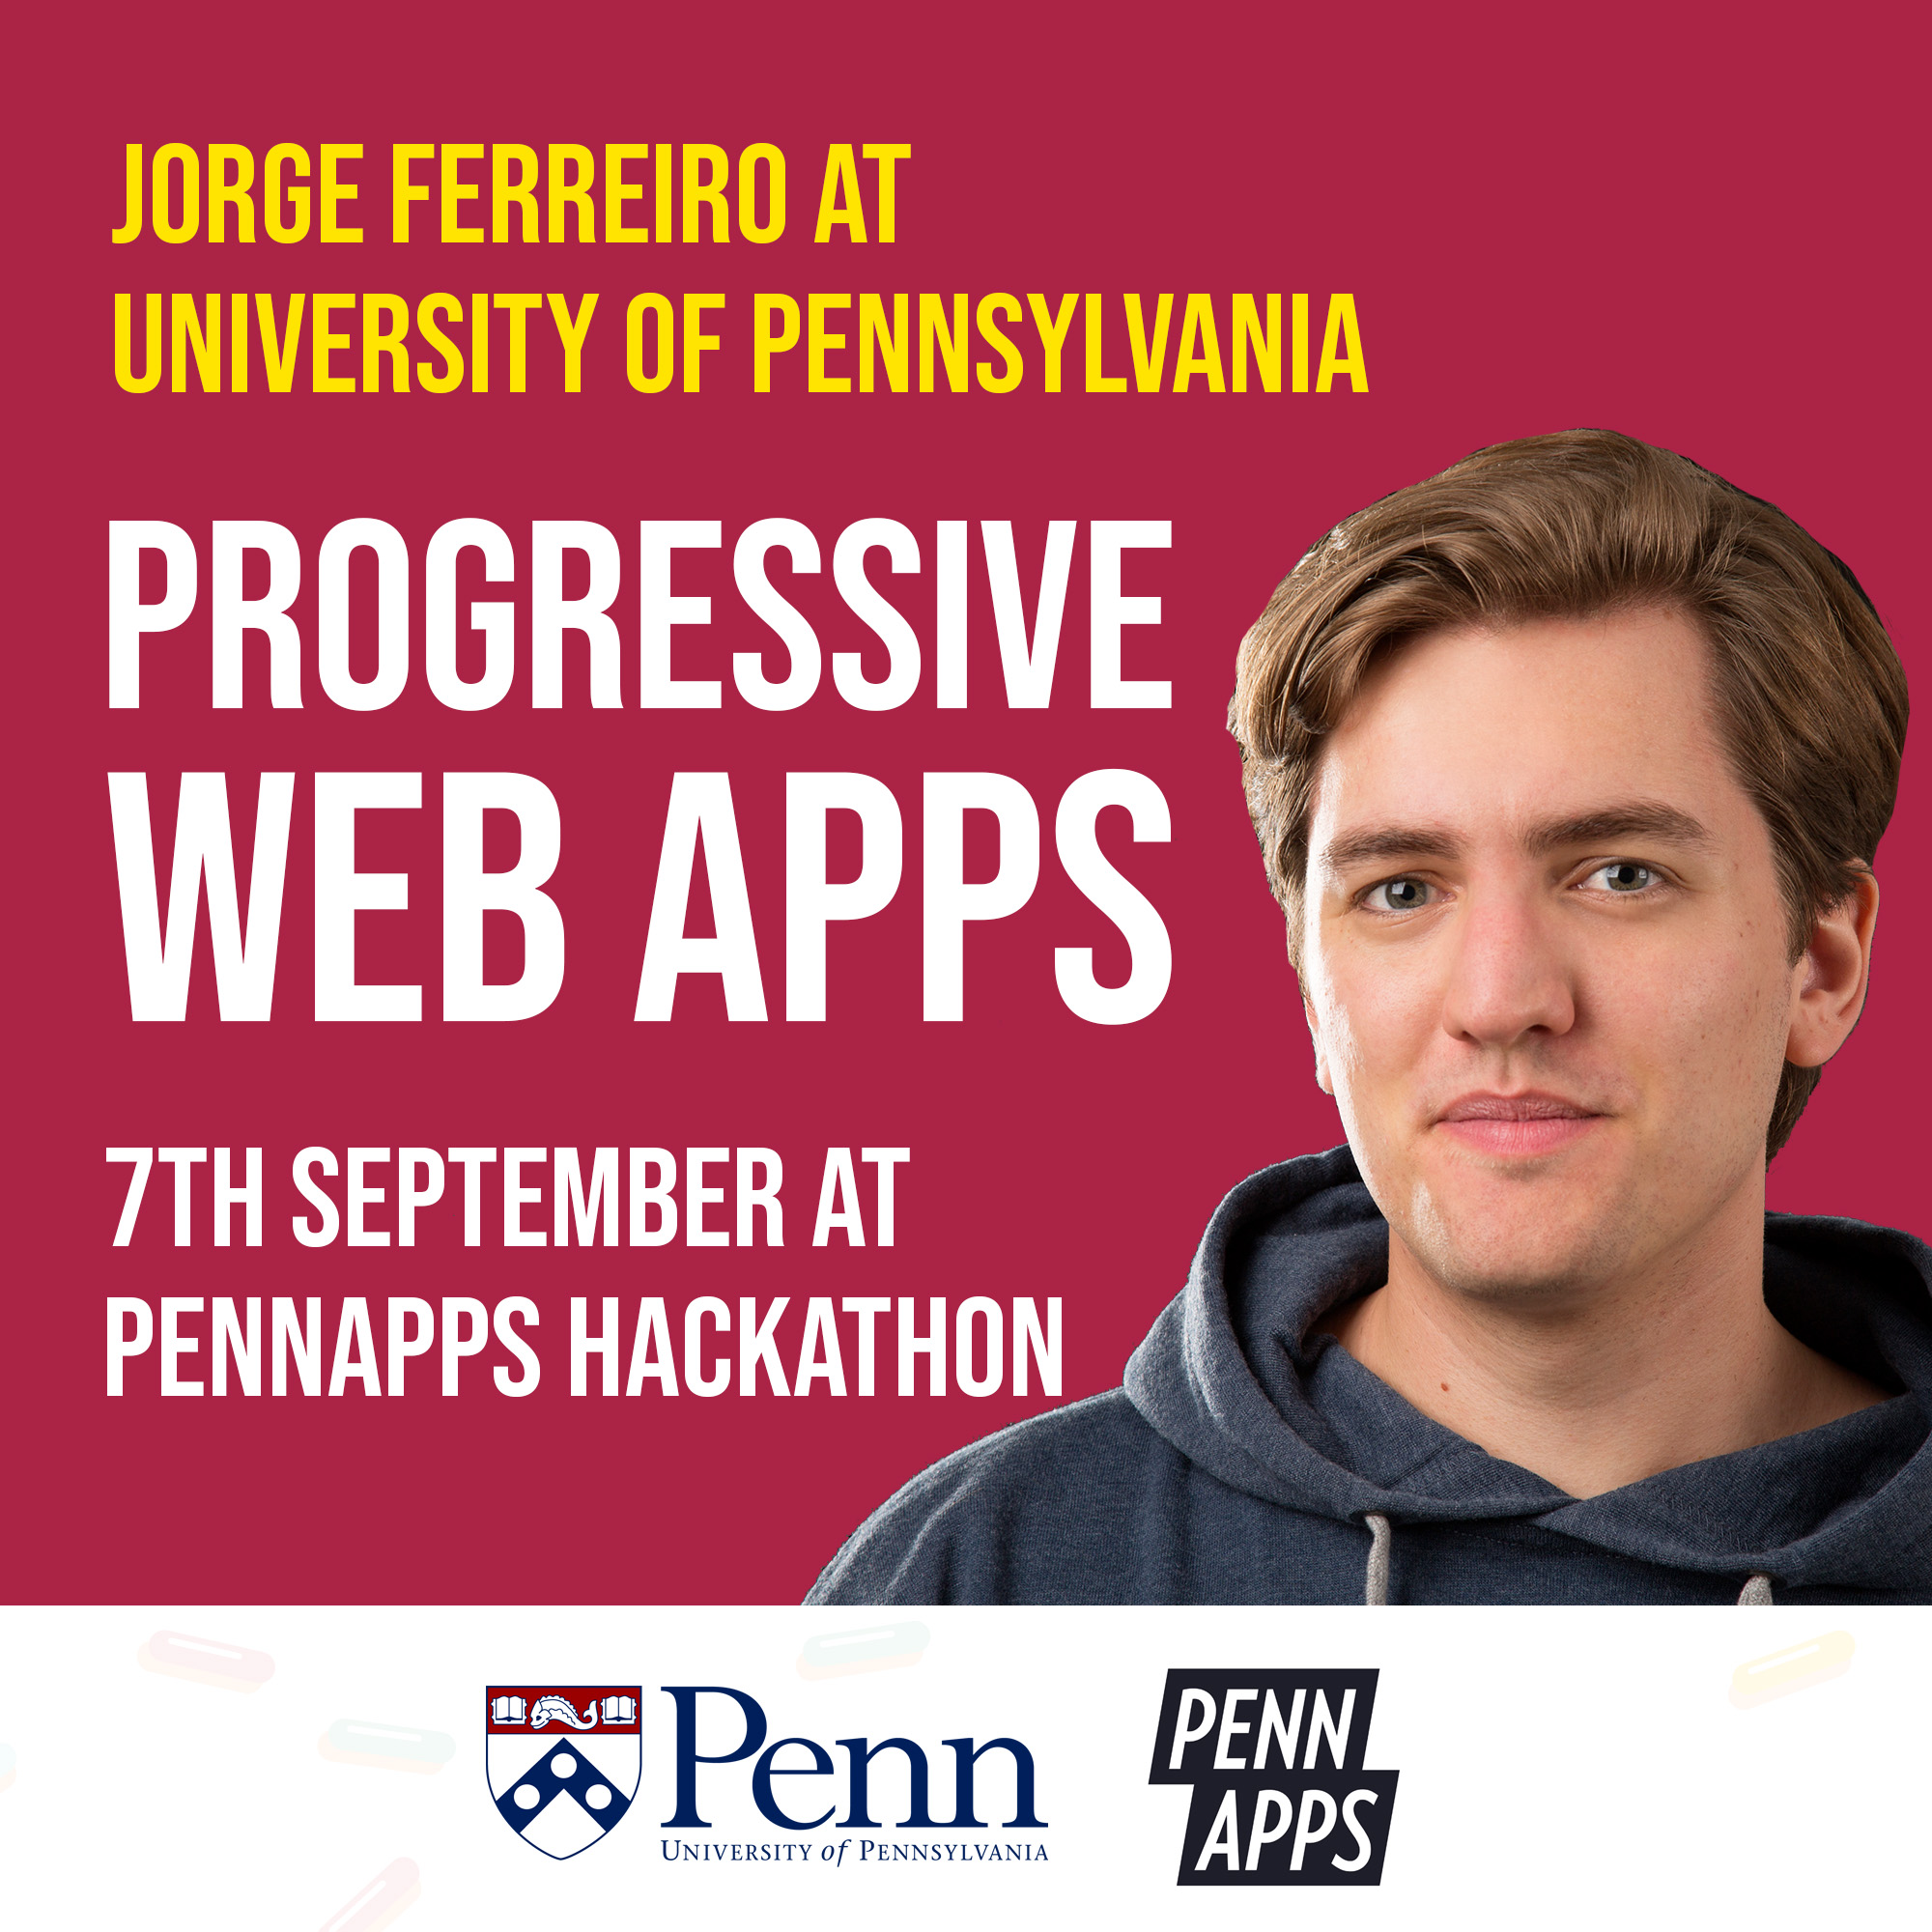 JORGE FERREIRO AT
UNIVERSITY OF PENNSYLVANIA
PROGRESSIVE
WEB APPS
7TH SEPTEMBER AT
PENNAPPS HACKATHON
Penn
UNIVERSITY of PENNSYLVANIA
PENN
APPS